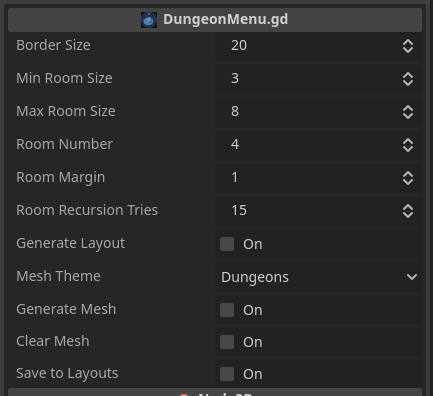 DungeonMenu.gd
Border Size 20
Min Room Size 3
Max Room Size 8
Room Number 4
Room Margin 1
Room Recursion Tries 15
Generate Layout On
Mesh Theme Dungeons
Generate Mesh On
Clear Mesh On
Save to Layouts On